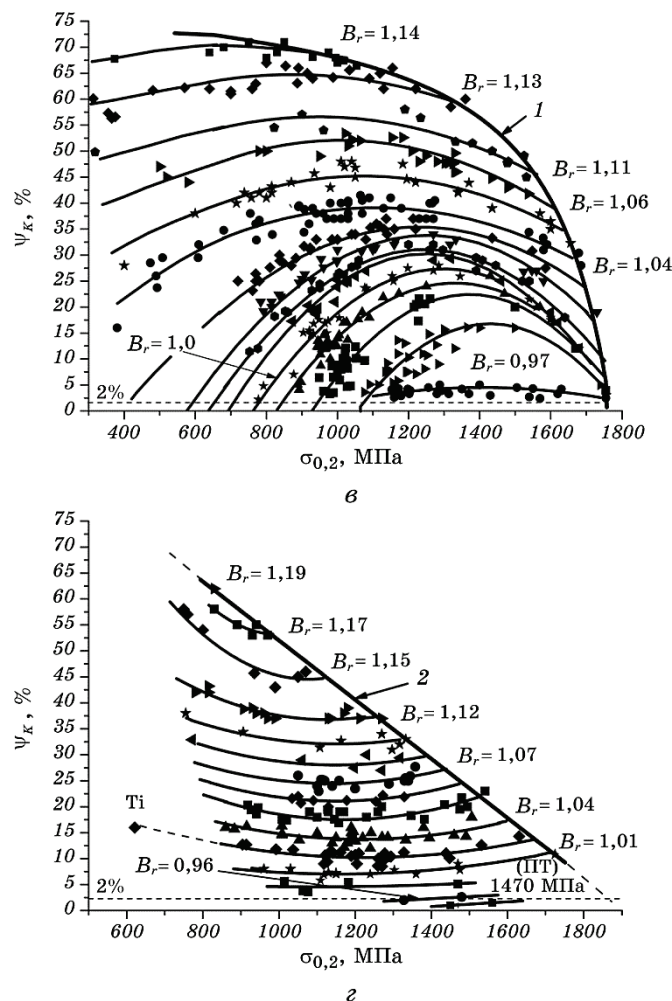 75
70
65
60
55
50
45
40
35
30
25
20
15
10
5
0
ψK, %
2%
Br = 1,14
Br = 1,13
1
Br = 1,11
Br = 1,06
Br = 1,04
Br = 1,0
Br = 0,97
400 600 800 1000 1200 1400 1600 1800
σ0,2, МПа
в
75
70
65
60
55
50
45
40
35
30
25
20
15
10
5
0
ψK, %
2%
Br = 1,19
Br = 1,17
Br = 1,15
2
Br = 1,12
Br = 1,07
Ti
Br = 1,04
Br = 1,01
Br = 0,96
(ПТ)
1470 МПа
600 800 1000 1200 1400 1600 1800
σ0,2, МПа
г